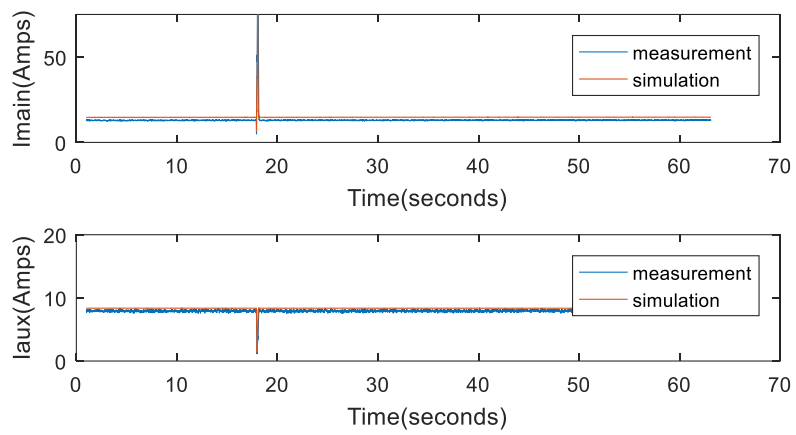 Imain(Amps)
50
0
measurement
simulation
0 10 20 30 40 50 60 70
Time(seconds)
Iaux(Amps)
20
10
0
measurement
simulation
0 10 20 30 40 50 60 70
Time(seconds)